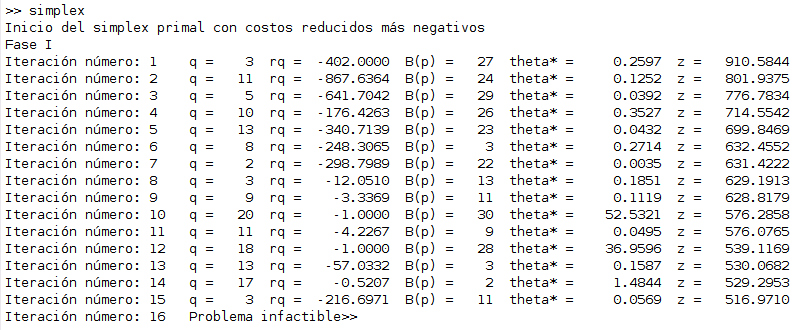 >> simplex
Inicio del simplex primal con costos reducidos más negativos
Fase I
Iteración número: 1 q = 3 rq = -402.0000 B(p) = 27 theta* = 0.2597 z = 910.5844
Iteración número: 2 q = 11 rq = -867.6364 B(p) = 24 theta* = 0.1252 z = 801.9375
Iteración número: 3 q = 5 rq = -641.7042 B(p) = 29 theta* = 0.0392 z = 776.7834
Iteración número: 4 q = 10 rq = -176.4263 B(p) = 26 theta* = 0.3527 z = 714.5542
Iteración número: 5 q = 13 rq = -340.7139 B(p) = 23 theta* = 0.0432 z = 699.8469
Iteración número: 6 q = 8 rq = -248.3065 B(p) = 3 theta* = 0.2714 z = 632.4552
Iteración número: 7 q = 2 rq = -298.7989 B(p) = 22 theta* = 0.0035 z = 631.4222
Iteración número: 8 q = 3 rq = -12.0510 B(p) = 13 theta* = 0.1851 z = 629.1913
Iteración número: 9 q = 9 rq = -3.3369 B(p) = 11 theta* = 0.1119 z = 628.8179
Iteración número: 10 q = 20 rq = -1.0000 B(p) = 30 theta* = 52.5321 z = 576.2858
Iteración número: 11 q = 11 rq = -4.2267 B(p) = 9 theta* = 0.0495 z = 576.0765
Iteración número: 12 q = 18 rq = -1.0000 B(p) = 28 theta* = 36.9596 z = 539.1169
Iteración número: 13 q = 13 rq = -57.0332 B(p) = 3 theta* = 0.1587 z = 530.0682
Iteración número: 14 q = 17 rq = -0.5207 B(p) = 2 theta* = 1.4844 z = 529.2953
Iteración número: 15 q = 3 rq = -216.6971 B(p) = 11 theta* = 0.0569 z = 516.9710
Iteración número: 16 Problema infactible>>